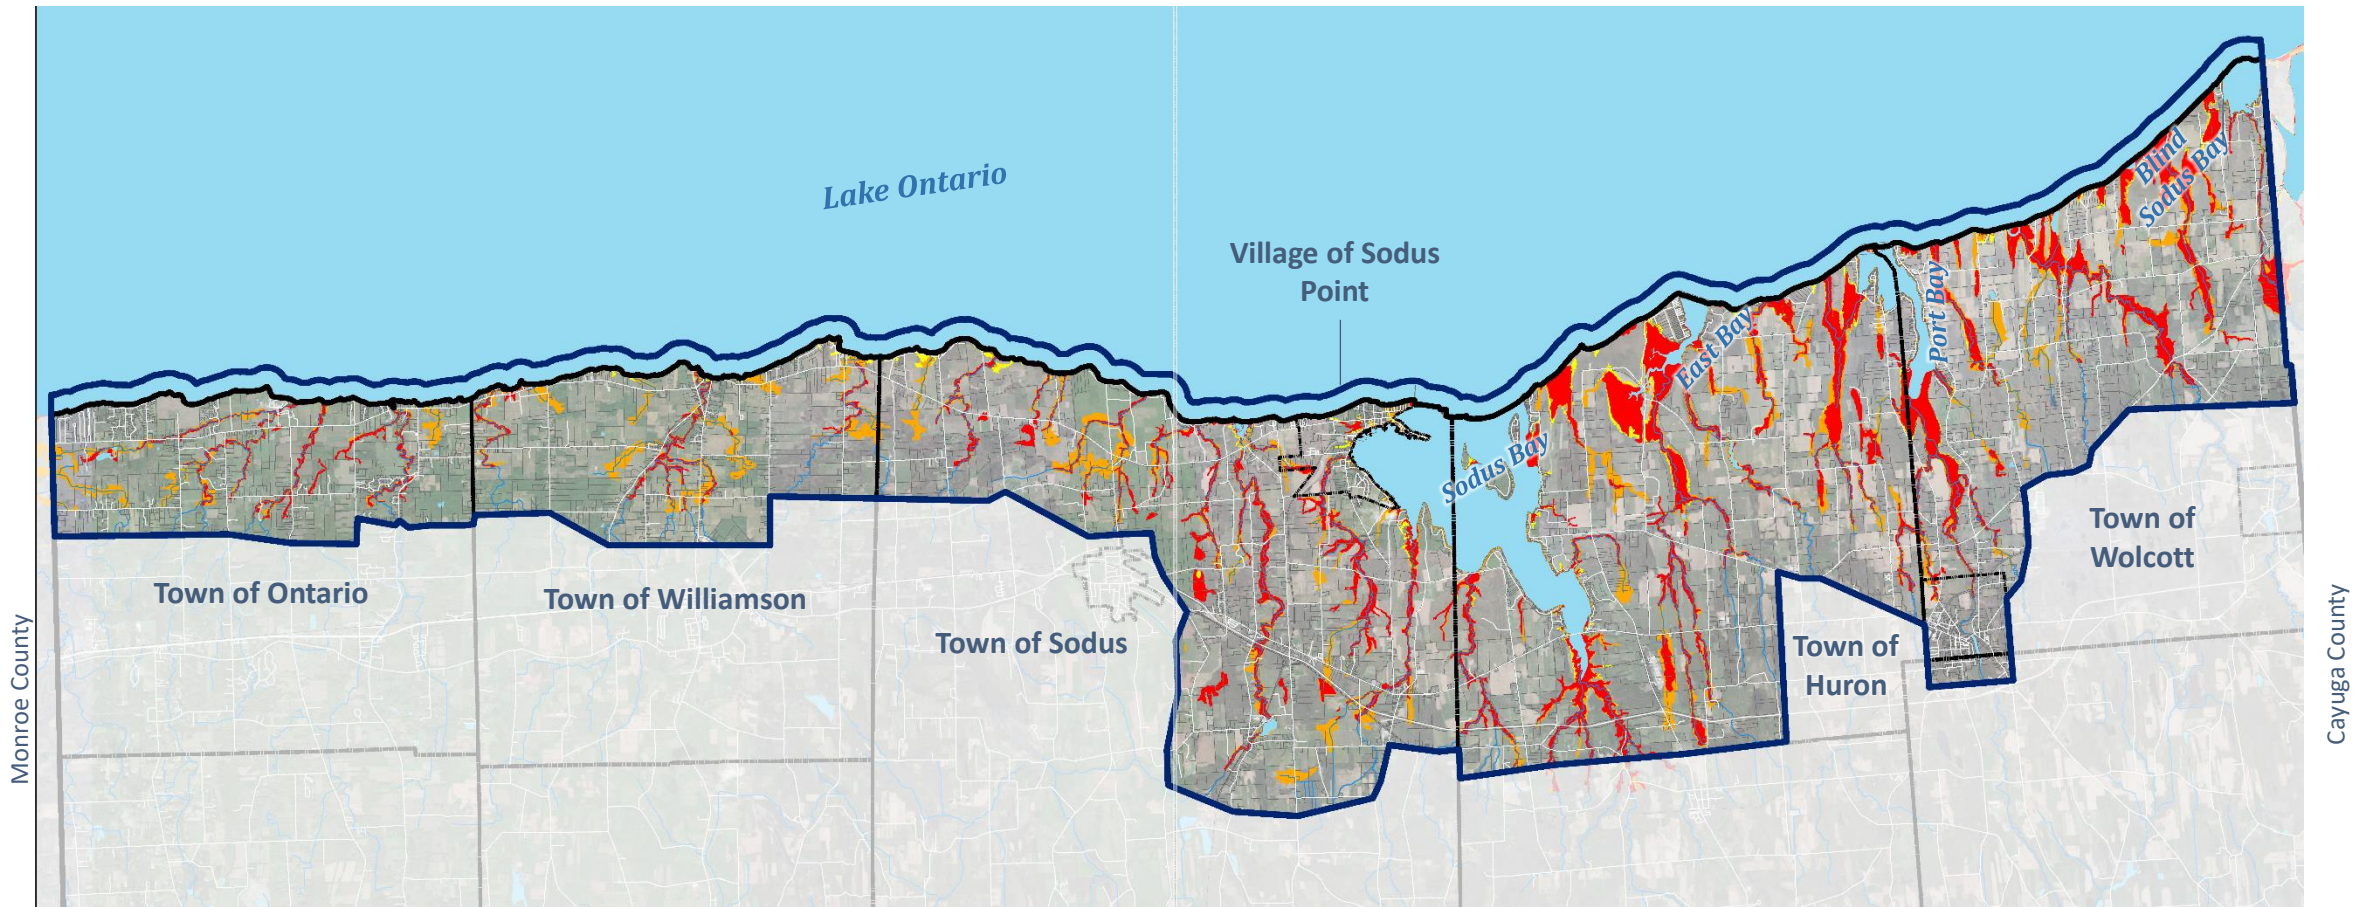 Lake Ontario
Village of Sodus
Point
Blind
Sodus Bay
Port Bay
East Bay
Sodus Bay
Town of
Wolcott
Town of Ontario
Town of Williamson
Town of Sodus
Town of
Huron
Monroe County
Cayuga County